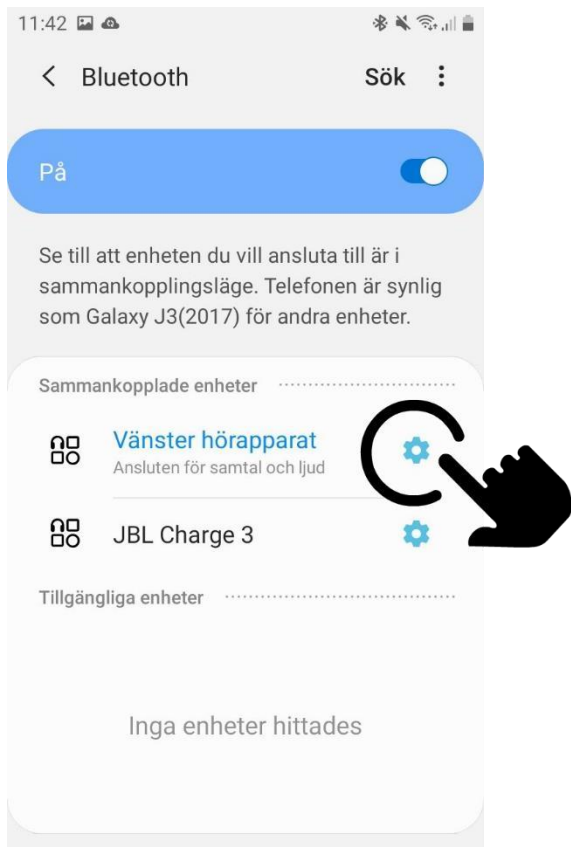 11:42
Bluetooth Sök
På
Se till att enheten du vill ansluta till är i
sammankopplingsläge. Telefonen är synlig
som Galaxy J3(2017) för andra enheter.
Sammankopplade enheter
Vänster hörapparat
Ansluten för samtal och ljud
JBL Charge 3
Tillgängliga enheter
Inga enheter hittades